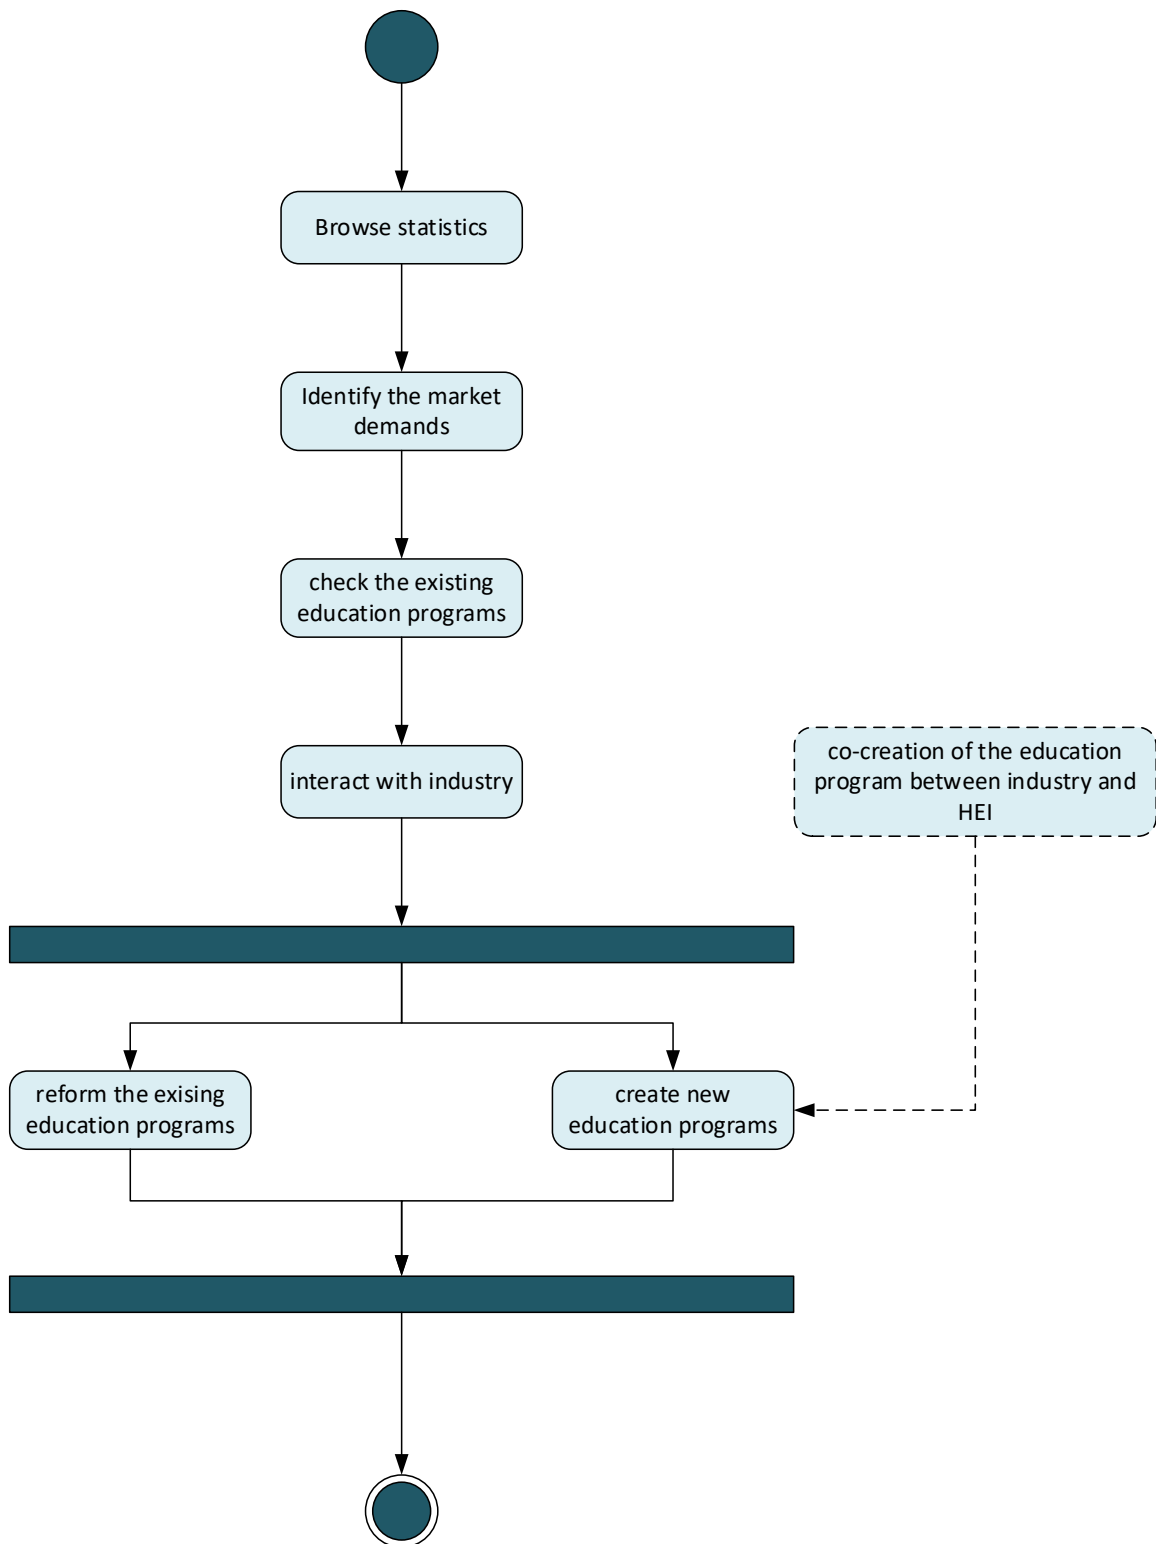 Browse statistics
Identify the market
demands
check the existing
education programs
interact with industry
co-creation of the education
program between industry and
HEI
reform the exising
education programs
create new
education programs